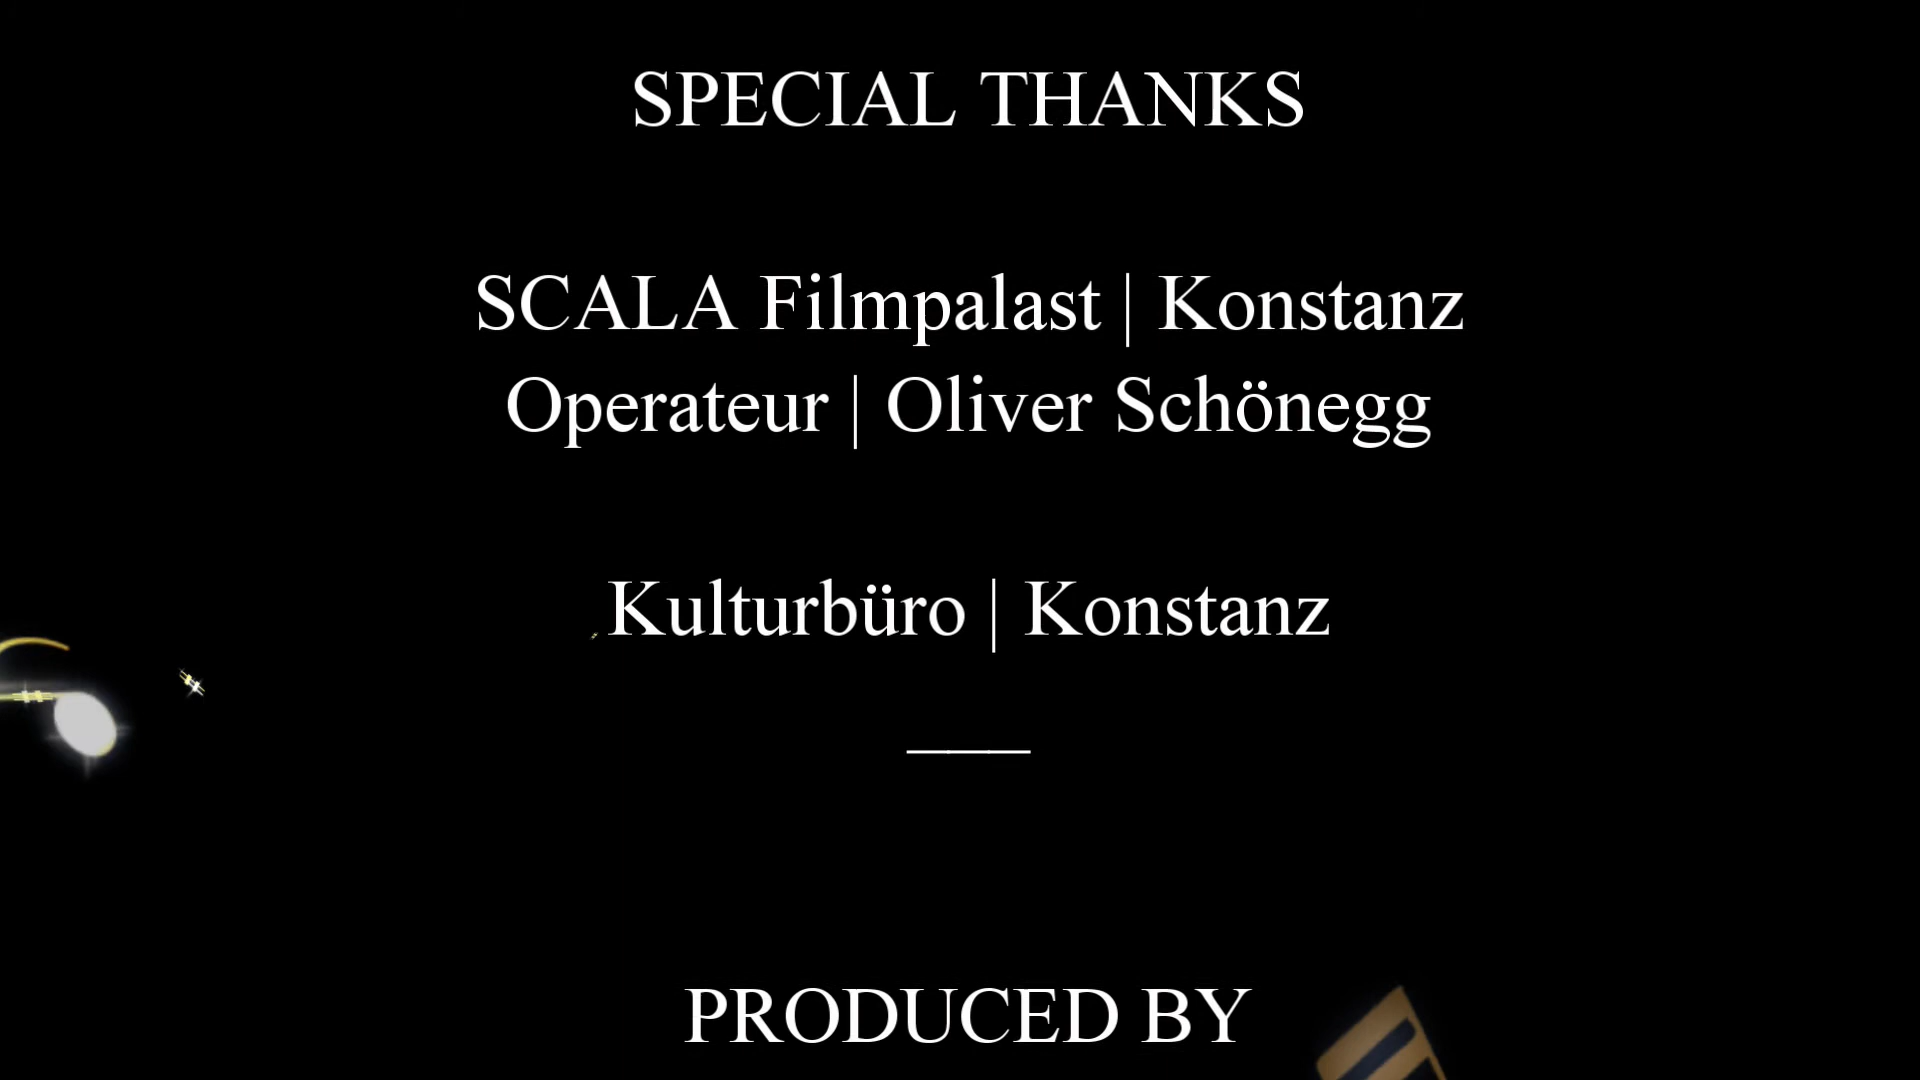 SPECIAL THANKS
SCALA Filmpalast | Konstanz
Operateur | Oliver Schönegg
Kulturbüro | Konstanz
PRODUCED BY